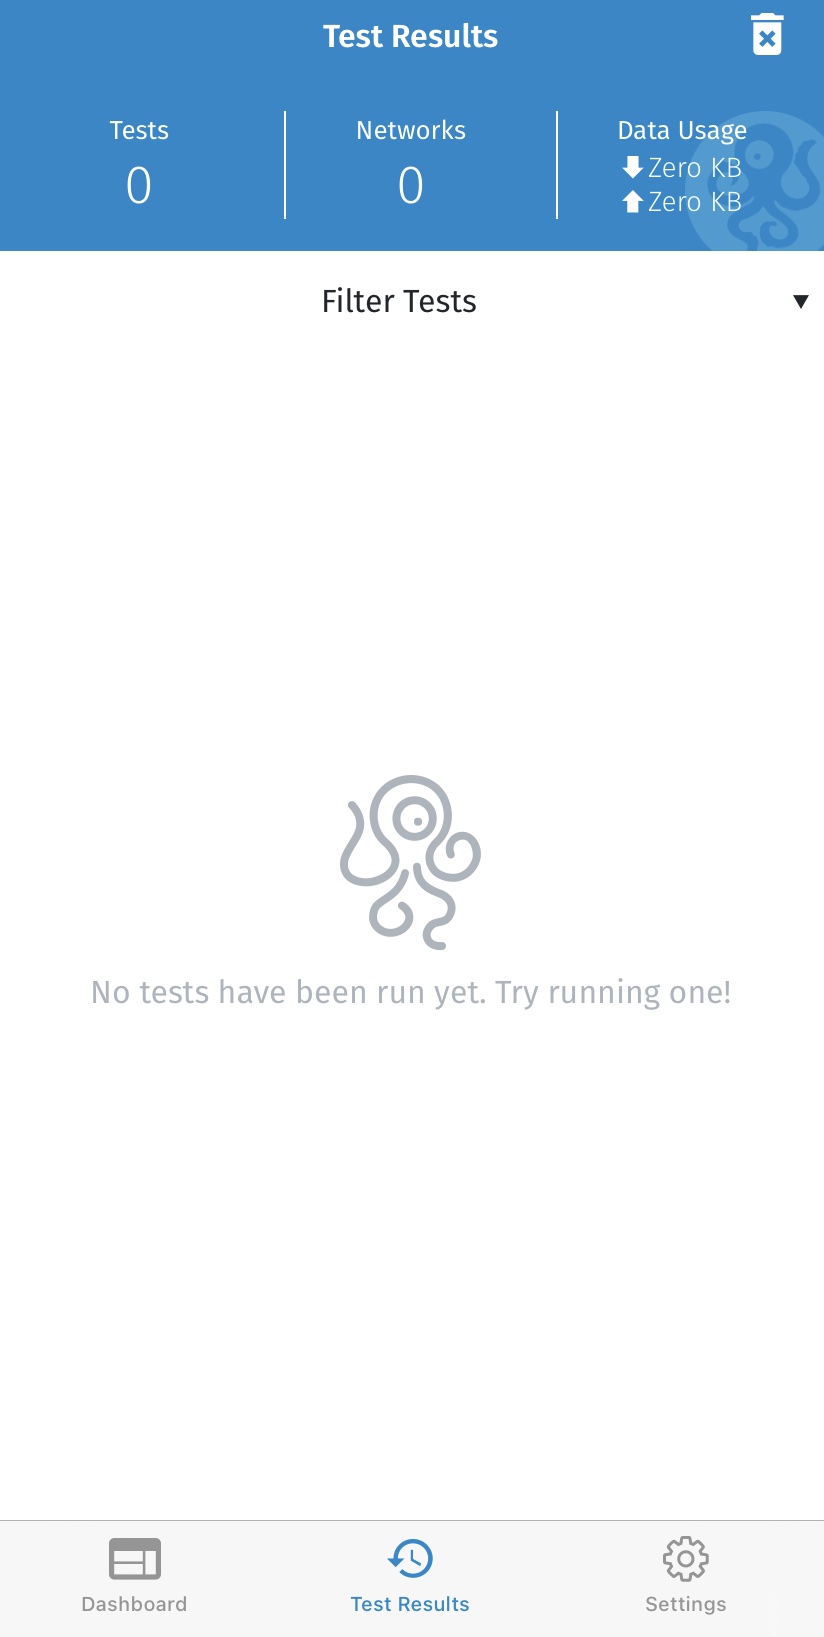 Test Results
Tests
0
Networks
0
Data Usage
Zero KB
Zero KB
Filter Tests
No tests have been run yet. Try running one!
Dashboard
Test Results
Settings